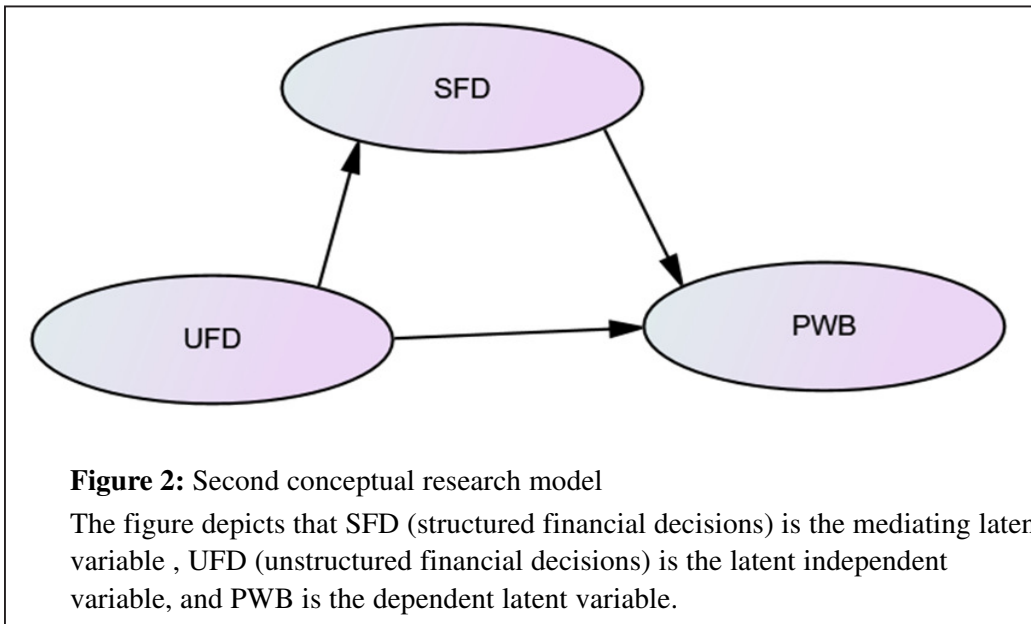 SFD
UFD
PWB
Figure 2: Second conceptual research model
The figure depicts that SFD (structured financial decisions) is the mediating laten
variable , UFD (unstructured financial decisions) is the latent independent
variable, and PWB is the dependent latent variable.